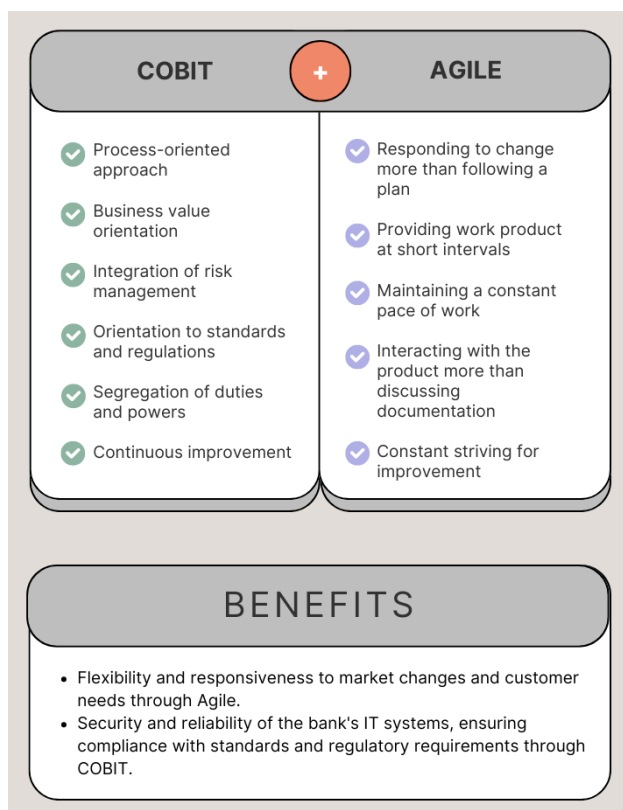 COBIT
+
AGILE
Process-oriented
approach
Business value
orientation
Integration of risk
management
Orientation to standards
and regulations
Segregation of duties
and powers
Continuous improvement
Responding to change
more than following a
plan
Providing work product
at short intervals
Maintaining a constant
pace of work
Interacting with the
product more than
discussing
documentation
Constant striving for
improvement
BENEFITS
• Flexibility and responsiveness to market changes and customer
needs through Agile.
• Security and reliability of the bank's IT systems, ensuring
compliance with standards and regulatory requirements through
COBIT.